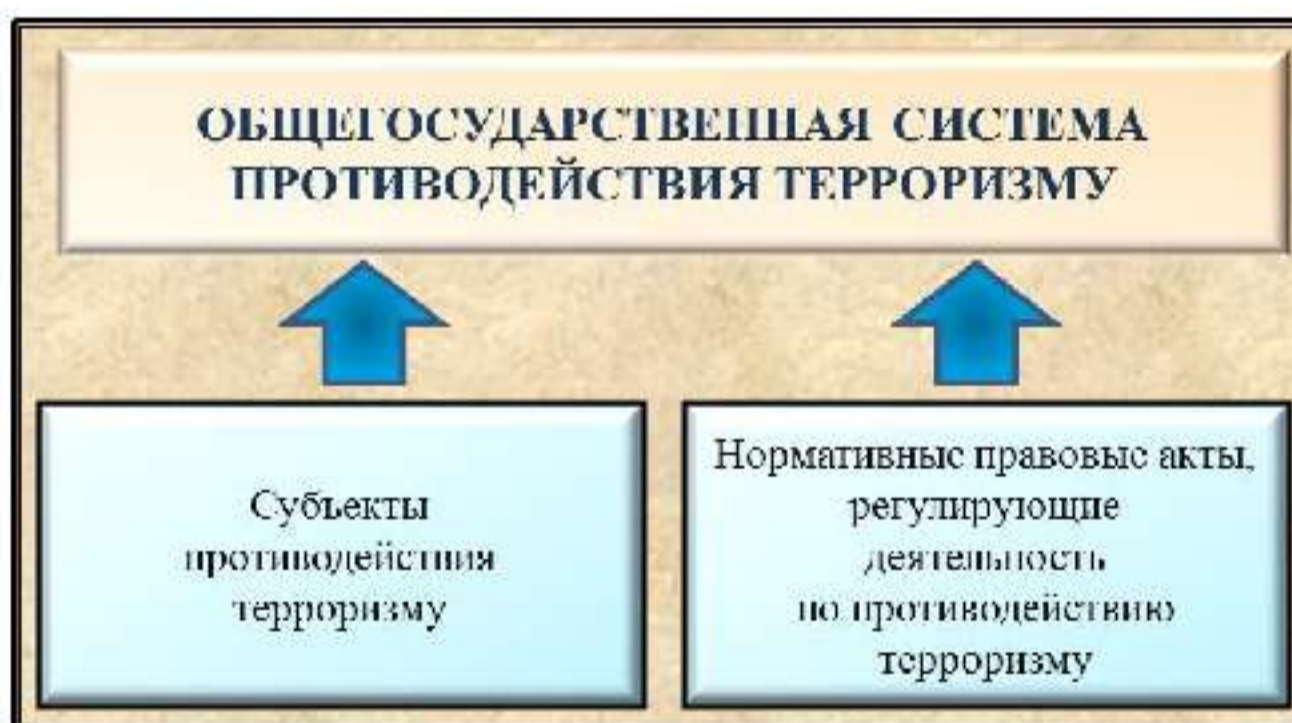 ОБЩЕГОСУДАРСТВЕННАЯ СИСТЕМА
ПРОТИВОДЕЙСТВИЯ ТЕРРОРИЗМУ
Субъекты
противодействия
терроризму
Нормативные правовые акты,
регулирующие
деятельность
по противодействию
терроризму